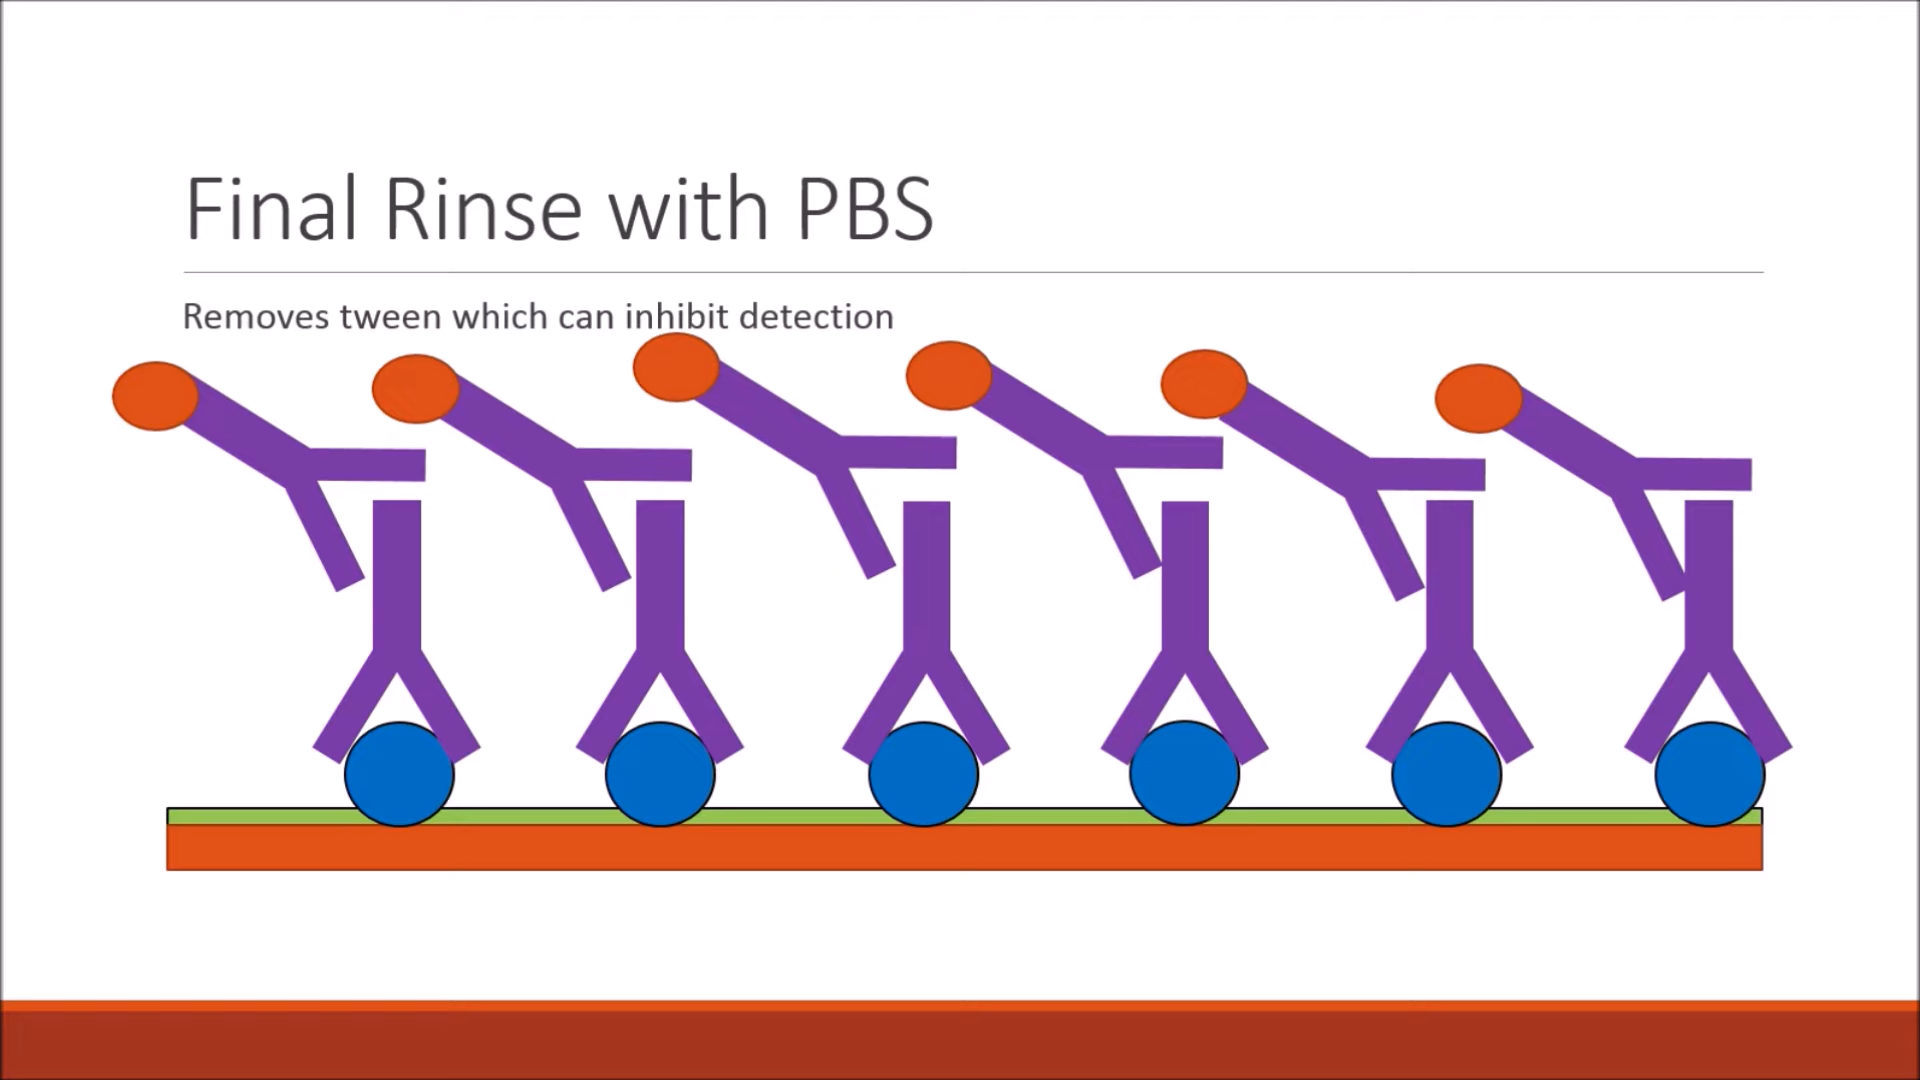 Final Rinse with PBS
Removes tween which can inhibit detection